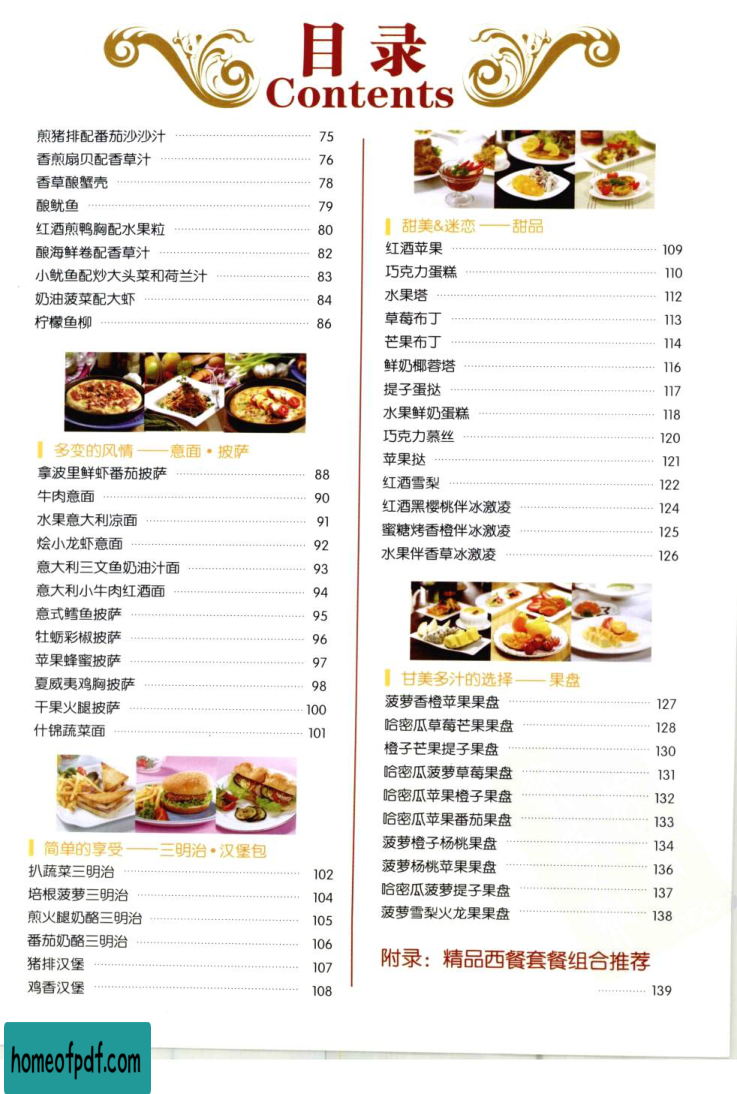 目录
Contents
煎猪排配番茄沙沙汁 75
香煎扇贝配香草汁 76
香草酿蟹壳 78
酿鱿鱼 79
红酒煎鸭胸配水果粒 80
酿海鲜卷配香草汁 82
小鱿鱼配炒大头菜和荷兰汁 83
奶油菠菜配大虾 84
柠檬鱼柳 86
多变的风情——意面·披萨
拿波里鲜虾番茄披萨 88
牛肉意面 90
水果意大利凉面 91
烩小龙虾意面 92
意大利三文鱼奶油汁面 93
意大利小牛肉红酒面 94
意式鳕鱼披萨 95
牡蛎彩椒披萨 96
苹果蜂蜜披萨 97
夏威夷鸡胸披萨 98
干果火腿披萨 100
什锦蔬菜面 101
简单的享受——三明治·汉堡包
扒蔬菜三明治 102
培根菠萝三明治 104
煎火腿奶酪三明治 105
番茄奶酪三明治 106
猪排汉堡 107
鸡香汉堡 108
甜美&迷恋——甜品
红酒苹果 109
巧克力蛋糕 110
水果塔 112
草莓布丁 113
芒果布丁 114
鲜奶椰蓉塔 116
提子蛋挞 117
水果鲜奶蛋糕 118
巧克力慕丝 120
苹果挞 121
红酒雪梨 122
红酒黑樱桃伴冰激凌 124
蜜糖烤香橙伴冰激凌 125
水果伴香草冰激凌 126
甘美多汁的选择——果盘
菠萝香橙苹果果盘 127
哈密瓜草莓芒果果盘 128
橙子芒果提子果盘 130
哈密瓜菠萝草莓果盘 131
哈密瓜苹果橙子果盘 132
哈密瓜苹果番茄果盘 133
菠萝橙子杨桃果盘 134
菠萝杨桃苹果果盘 136
哈密瓜菠萝提子果盘 137
菠萝雪梨火龙果果盘 138
附录：精品西餐套餐组合推荐
139
homeofpdf.com